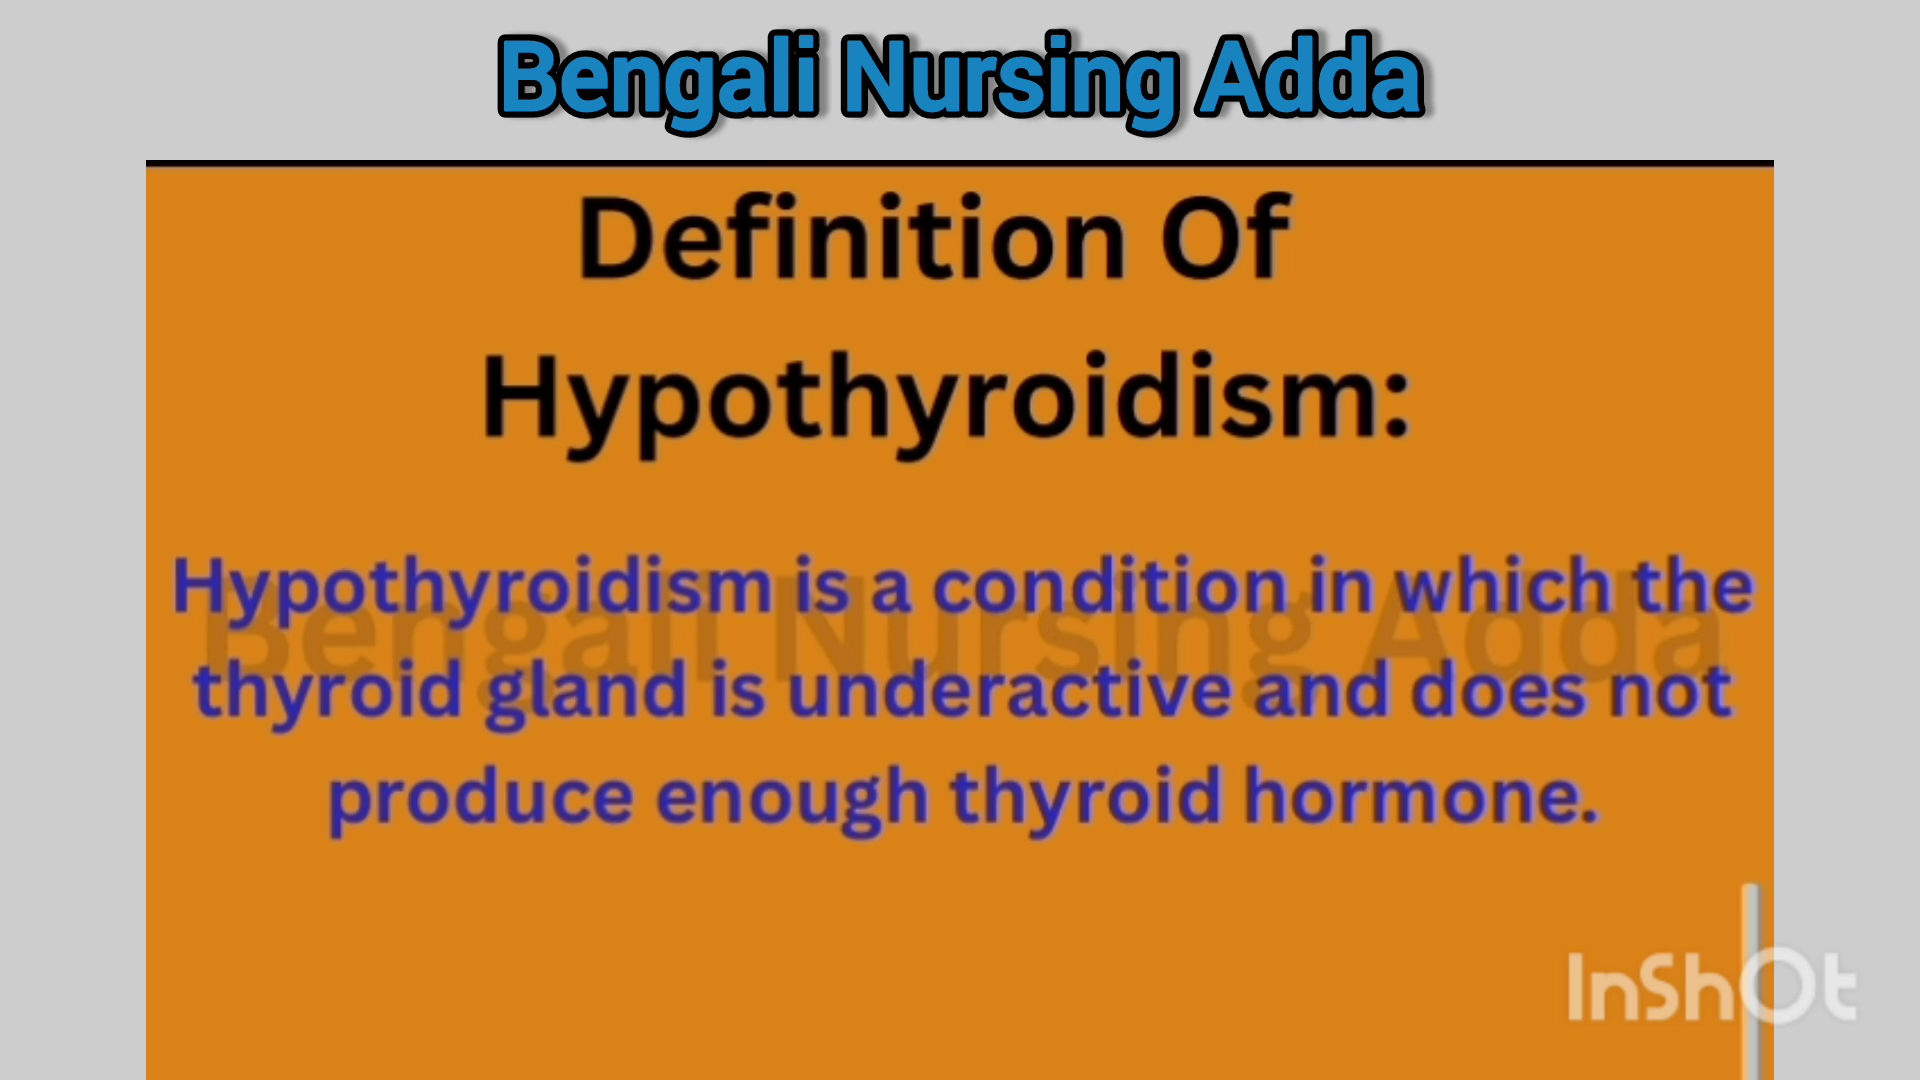 Bengali Nursing Adda
Definition Of
Hypothyroidism:
Hypothyroidism is a condition in which the
Bengali Nursing Adda
thyroid gland is underactive and does not
produce enough thyroid hormone.
InShOt